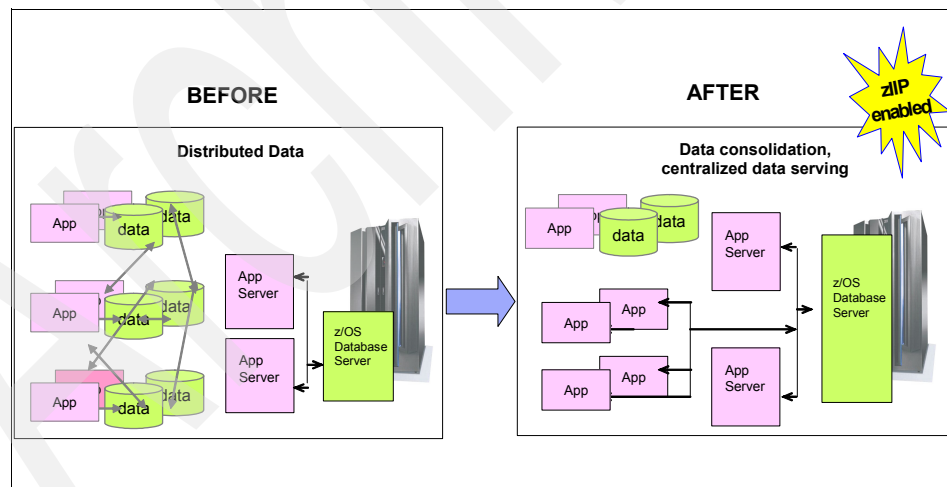 BEFORE
AFTER
zIIP
enabled
Distributed Data
Data consolidation,
centralized data serving
App
data
data
App
data
data
App
data
data
App
Server
App
Server
z/OS
Database
Server
App
data
data
App
App
App
App
App
Server
App
Server
z/OS
Database
Server